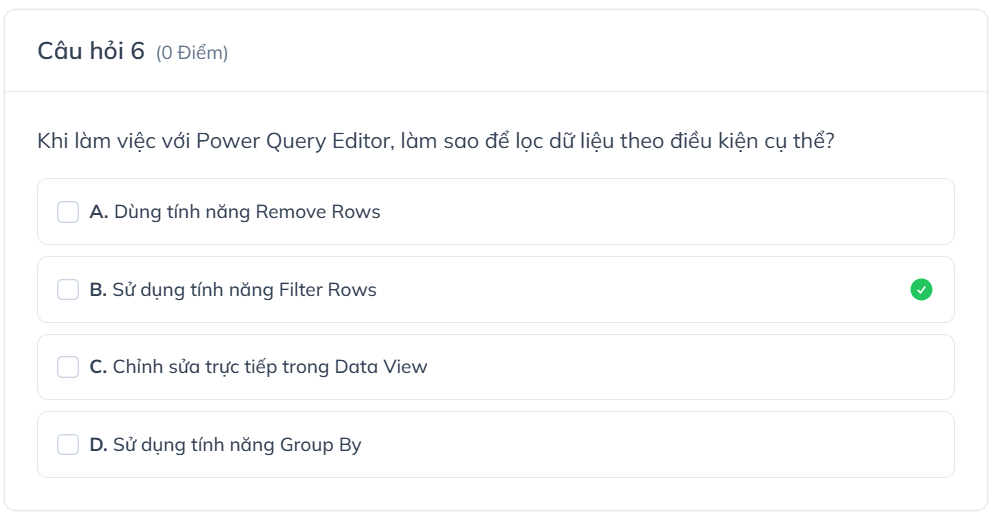 Câu hỏi 6 (0 Điểm)
Khi làm việc với Power Query Editor, làm sao để lọc dữ liệu theo điều kiện cụ thể?
A. Dùng tính năng Remove Rows
B. Sử dụng tính năng Filter Rows
C. Chỉnh sửa trực tiếp trong Data View
D. Sử dụng tính năng Group By